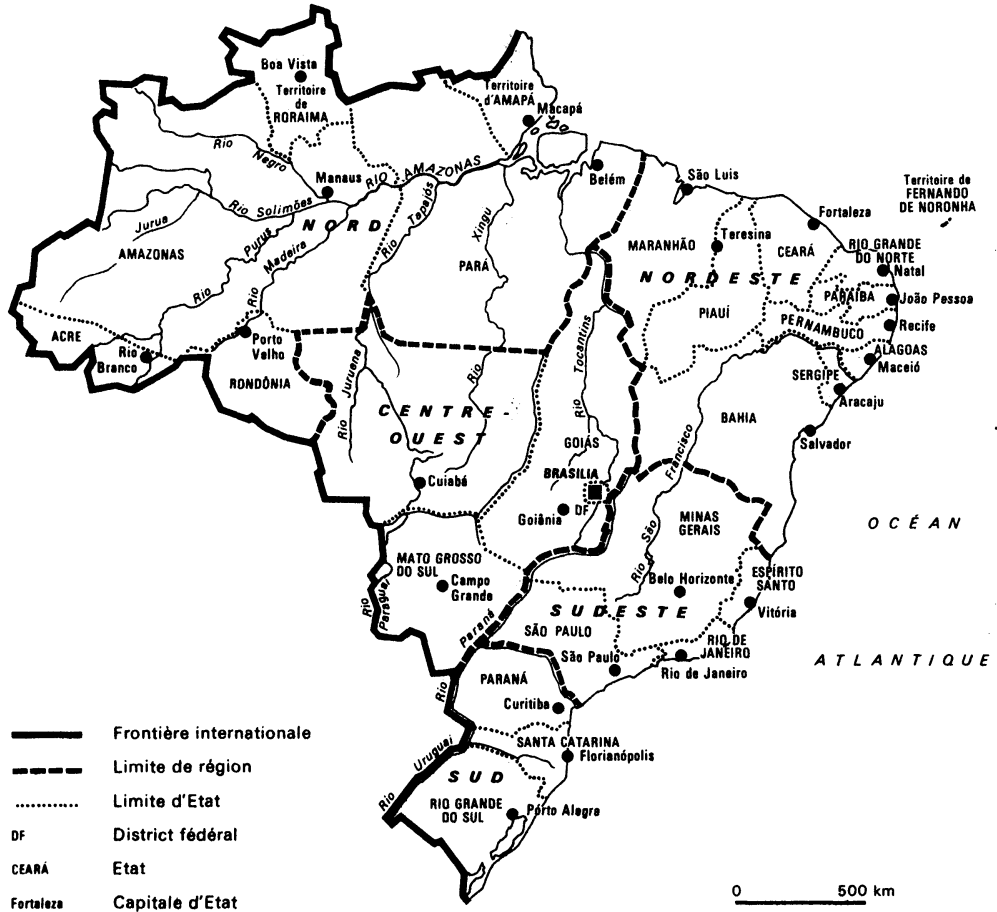 Boa Vista
Territoire
de
RORAIMA
Territoire
d'AMAPÁ
Macapá
Rio
Negro
Manaus
RIO AMAZONAS
Belém
São Luis
Territoire de
FERNANDO
DE NORONHA
Fortaleza
Jurua
Rio Solimões
NORD
Rio Tapajós
Xingu
MARANHÃO
Teresina
CEARÁ
RIO GRANDE
DO NORTE
Natal
AMAZONAS
Rio Purus
Rio Madeira
PARÁ
NORDESTE
PIAUÍ
PARAÍBA
João Pessoa
PERNAMBUCO
Recife
ACRE
Rio
Branco
Porto
Velho
RONDÔNIA
Rio Juruena
Rio
Rio Tocantins
ALAGOAS
Maceió
SERGIPE
Aracaju
CENTRE-
OUEST
GOIÁS
BAHIA
Salvador
Rio São Francisco
BRASILIA
Cuiabá
Goiânia
DF
MINAS
GERAIS
OCÉAN
MATO GROSSO
DO SUL
Campo
Grande
Rio Paraguai
Belo Horizonte
ESPÍRITO
SANTO
Vitória
SUDESTE
Rio Paraná
SÃO PAULO
São Paulo
RIO DE
JANEIRO
Rio de Janeiro
ATLANTIQUE
PARANÁ
Curitiba
SANTA CATARINA
Florianópolis
Rio Uruguai
SUD
RIO GRANDE
DO SUL
Pórto Alegre
Frontière internationale
Limite de région
Limite d'Etat
DF District fédéral
CEARÁ Etat
Fortaleza Capitale d'Etat
0 500 km